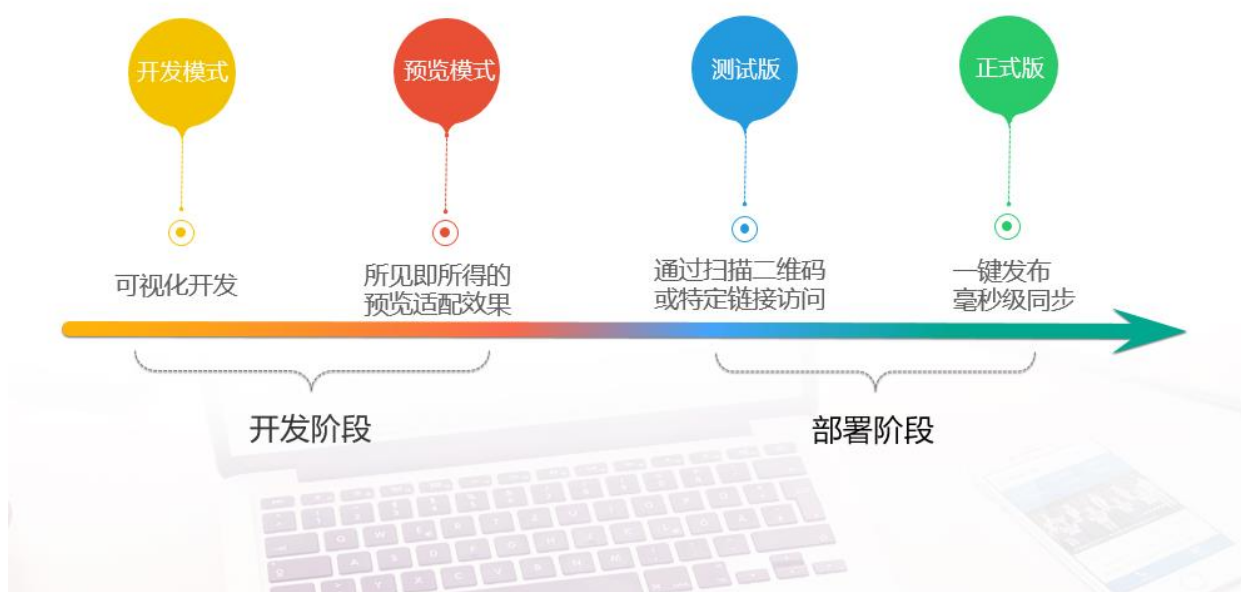 开发模式
预览模式
测试版
正式版
可视化开发
所见即所得的
预览适配效果
通过扫描二维码
或特定链接访问
一键发布
毫秒级同步
开发阶段
部署阶段